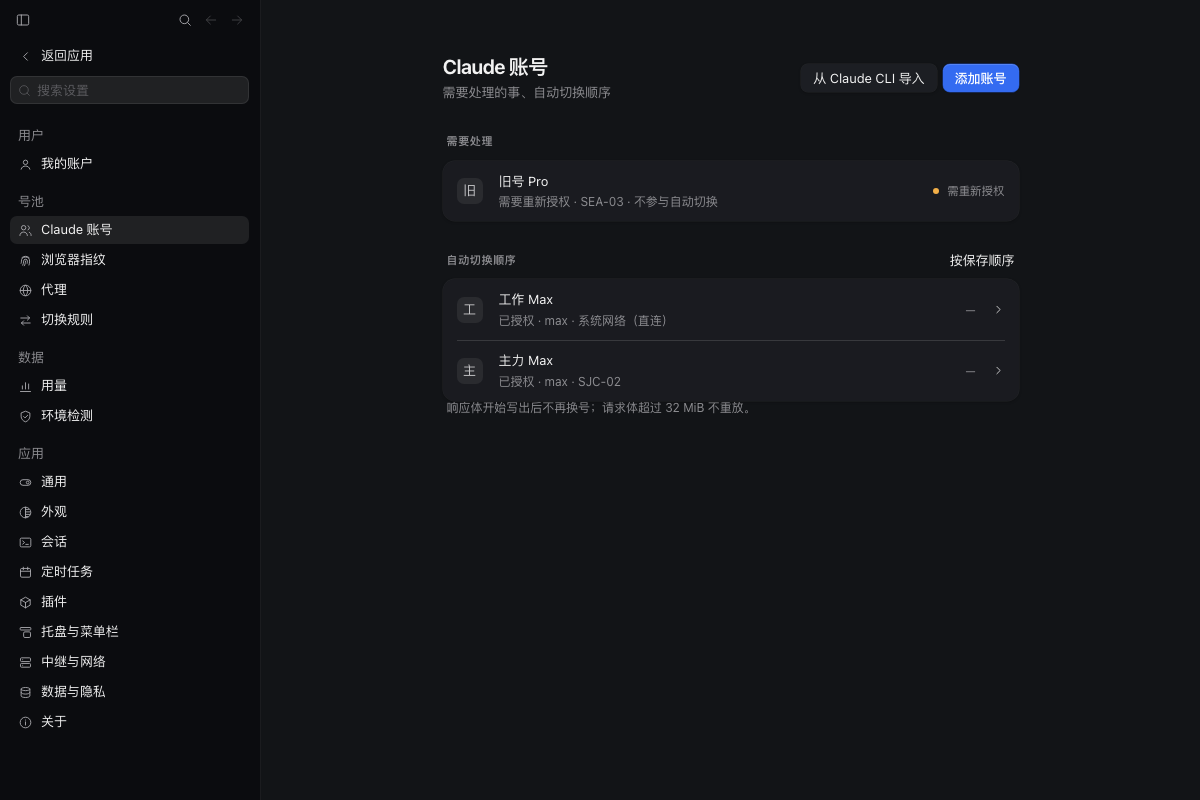 返回应用
搜索设置
用户
我的账户
号池
Claude 账号
浏览器指纹
代理
切换规则
数据
用量
环境检测
应用
通用
外观
会话
定时任务
插件
托盘与菜单栏
中继与网络
数据与隐私
关于
Claude 账号
需要处理的事、自动切换顺序
从 Claude CLI 导入
添加账号
需要处理
旧
旧号 Pro
需要重新授权 · SEA-03 · 不参与自动切换
需重新授权
自动切换顺序
按保存顺序
工
工作 Max
已授权 · max · 系统网络（直连）
—
主
主力 Max
已授权 · max · SJC-02
—
响应体开始写出后不再换号；请求体超过 32 MiB 不重放。